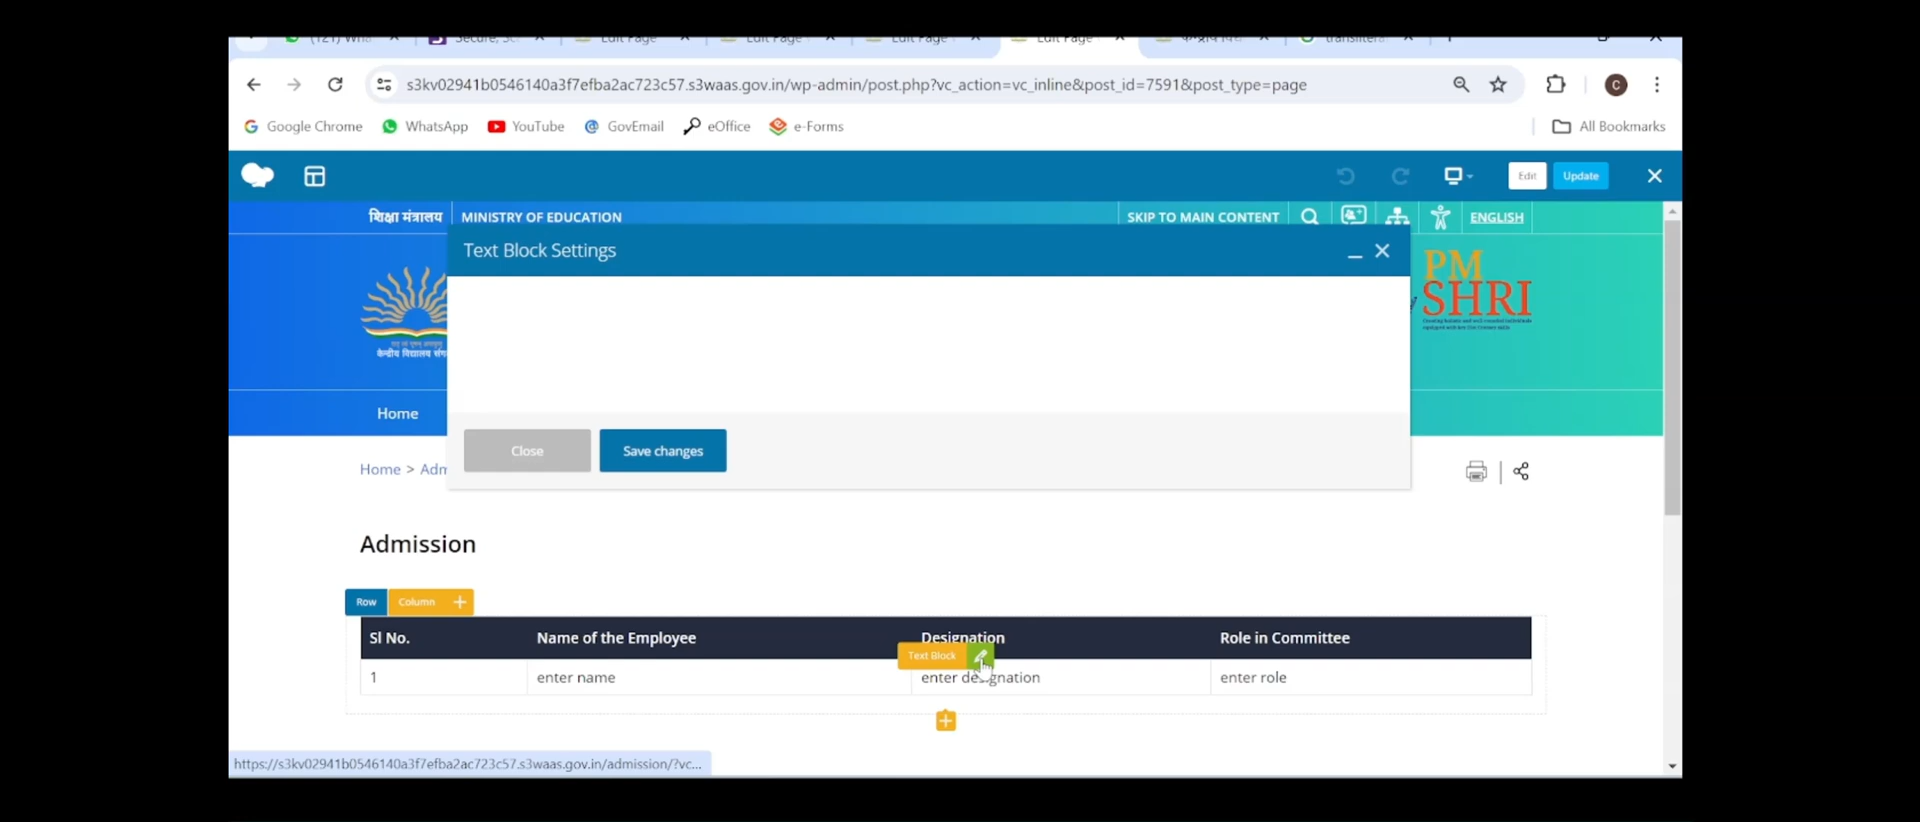 s3kv02941b0546140a3f7efba2ac723c57.s3waas.gov.in/wp-admin/post.php?vc_action=vc_inline&post_id=7591&post_type=page
Google Chrome WhatsApp YouTube GovEmail eOffice e-Forms All Bookmarks
Edit Update
शिक्षा मंत्रालय MINISTRY OF EDUCATION SKIP TO MAIN CONTENT ENGLISH
Text Block Settings
PM
SHRI
Home
Close Save changes
Home > Adm
Admission
Row Column
Sl No. Name of the Employee Designation Role in Committee
Text Block
1 enter name enter designation enter role
https://s3kv02941b0546140a3f7efba2ac723c57.s3waas.gov.in/admission/?vc...